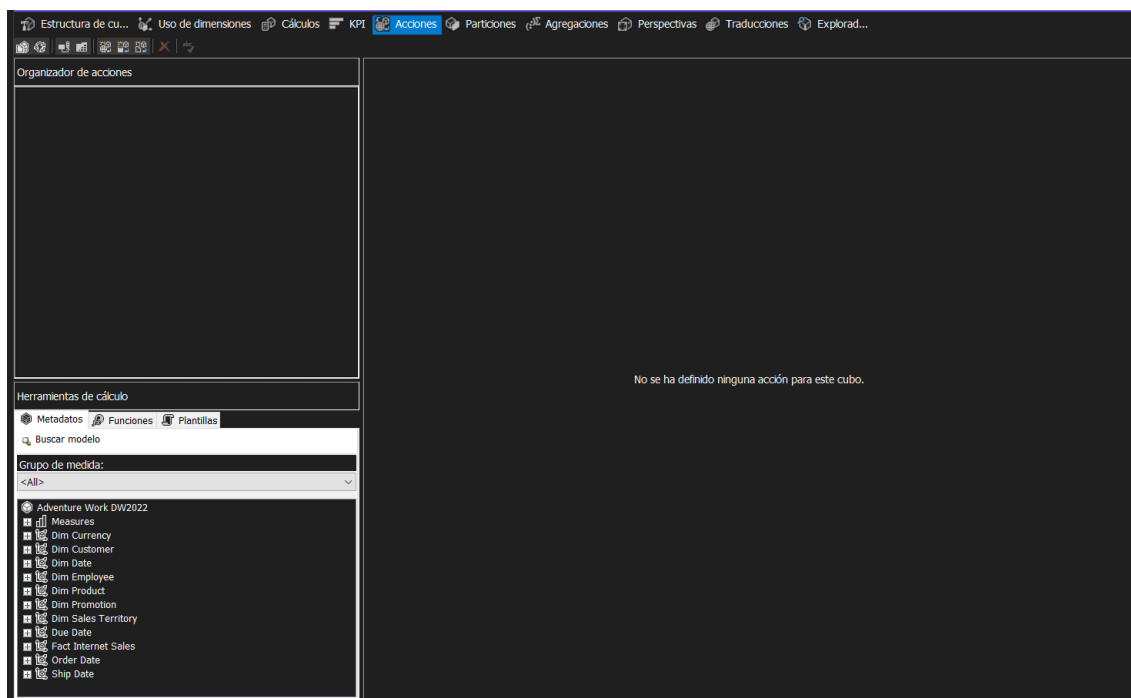 Estructura de cu... Uso de dimensiones Cálculos KPI Acciones Particiones Agregaciones Perspectivas Traducciones Explorad...
Organizador de acciones
No se ha definido ninguna acción para este cubo.
Herramientas de cálculo
Metadatos Funciones Plantillas
Buscar modelo
Grupo de medida:
<All>
Adventure Work DW2022
Measures
Dim Currency
Dim Customer
Dim Date
Dim Employee
Dim Product
Dim Promotion
Dim Sales Territory
Due Date
Fact Internet Sales
Order Date
Ship Date